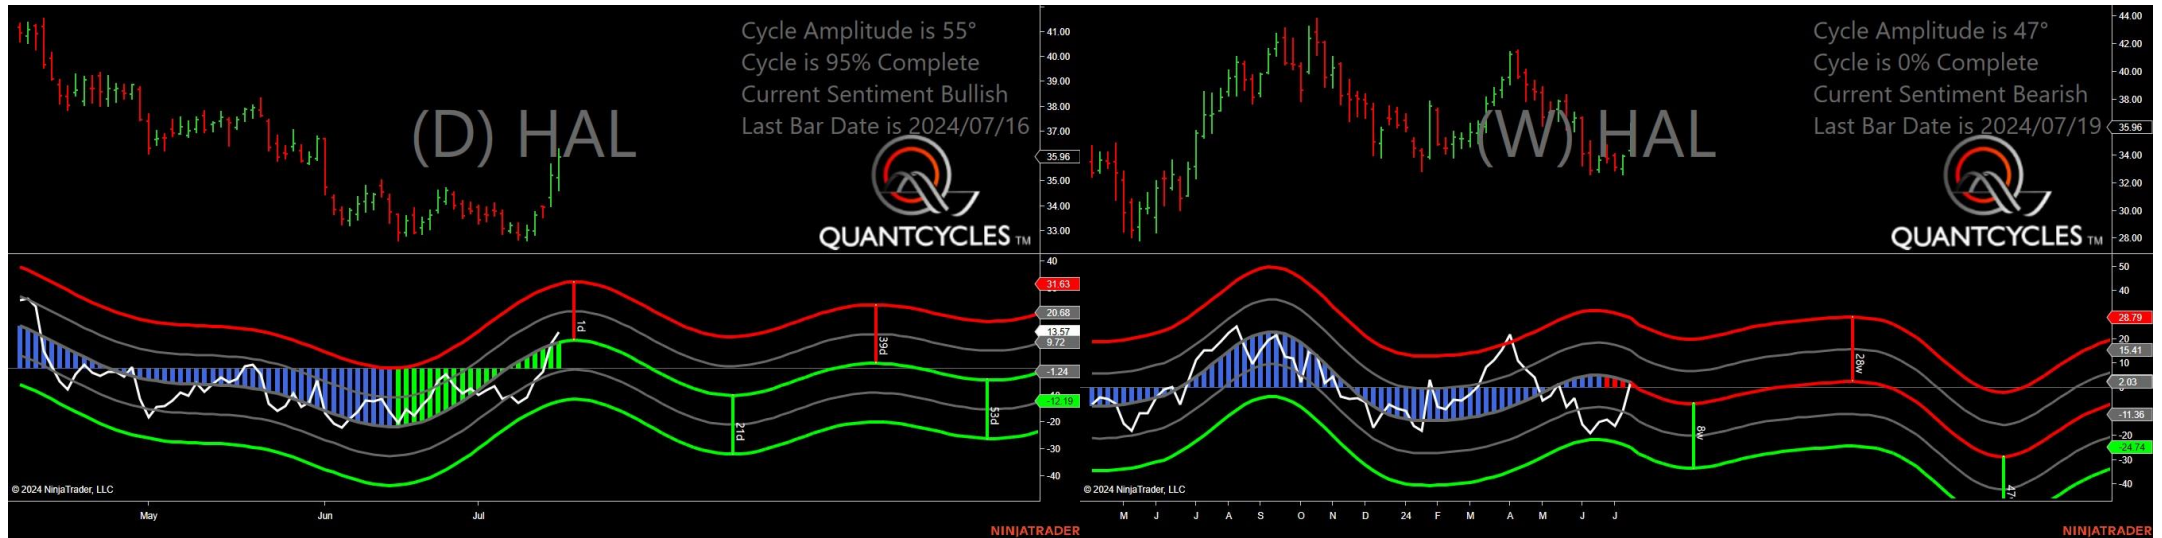 Cycle Amplitude is 55°
Cycle is 95% Complete
Current Sentiment Bullish
Last Bar Date is 2024/07/16
(D) HAL
QUANTCYCLES TM
41.00
40.00
39.00
38.00
37.00
35.96
35.00
34.00
33.00
40
31.63
20.68
13.57
9.72
-1.24
-12.19
-20
-30
-40
1d
21d
39d
53d
© 2024 NinjaTrader, LLC
May
Jun
Jul
NINJATRADER
Cycle Amplitude is 47°
Cycle is 0% Complete
Current Sentiment Bearish
Last Bar Date is 2024/07/19
(W) HAL
QUANTCYCLES TM
44.00
42.00
40.00
38.00
35.96
34.00
32.00
30.00
28.00
50
40
28.79
20
15.41
10
2.03
-11.36
-20
-24.74
-30
-40
8w
28w
47
© 2024 NinjaTrader, LLC
M J J A S O N D 24 F M A M J J
NINJATRADER